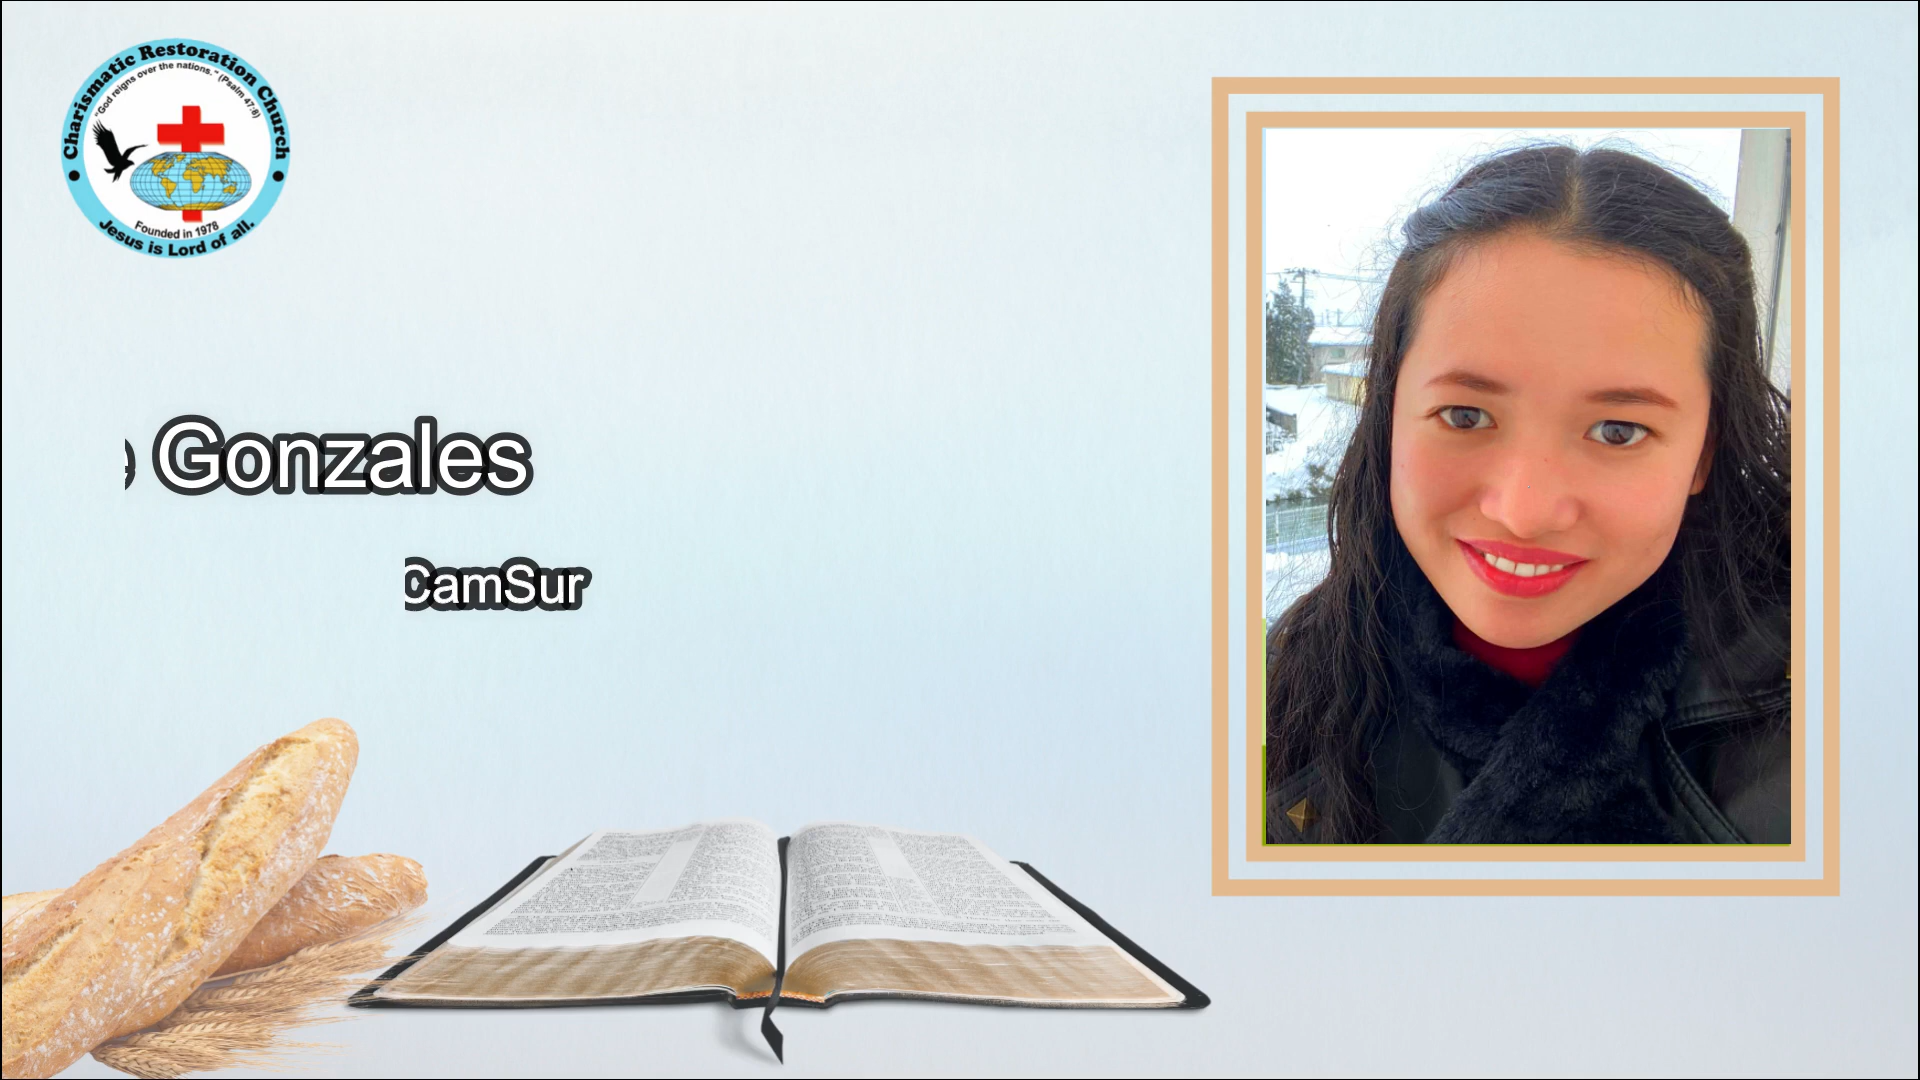 Charismatic Restoration Church
"God reigns over the nations." (Psalm 47:8)
Founded in 1978
Jesus is Lord of all.
Gonzales
CamSur